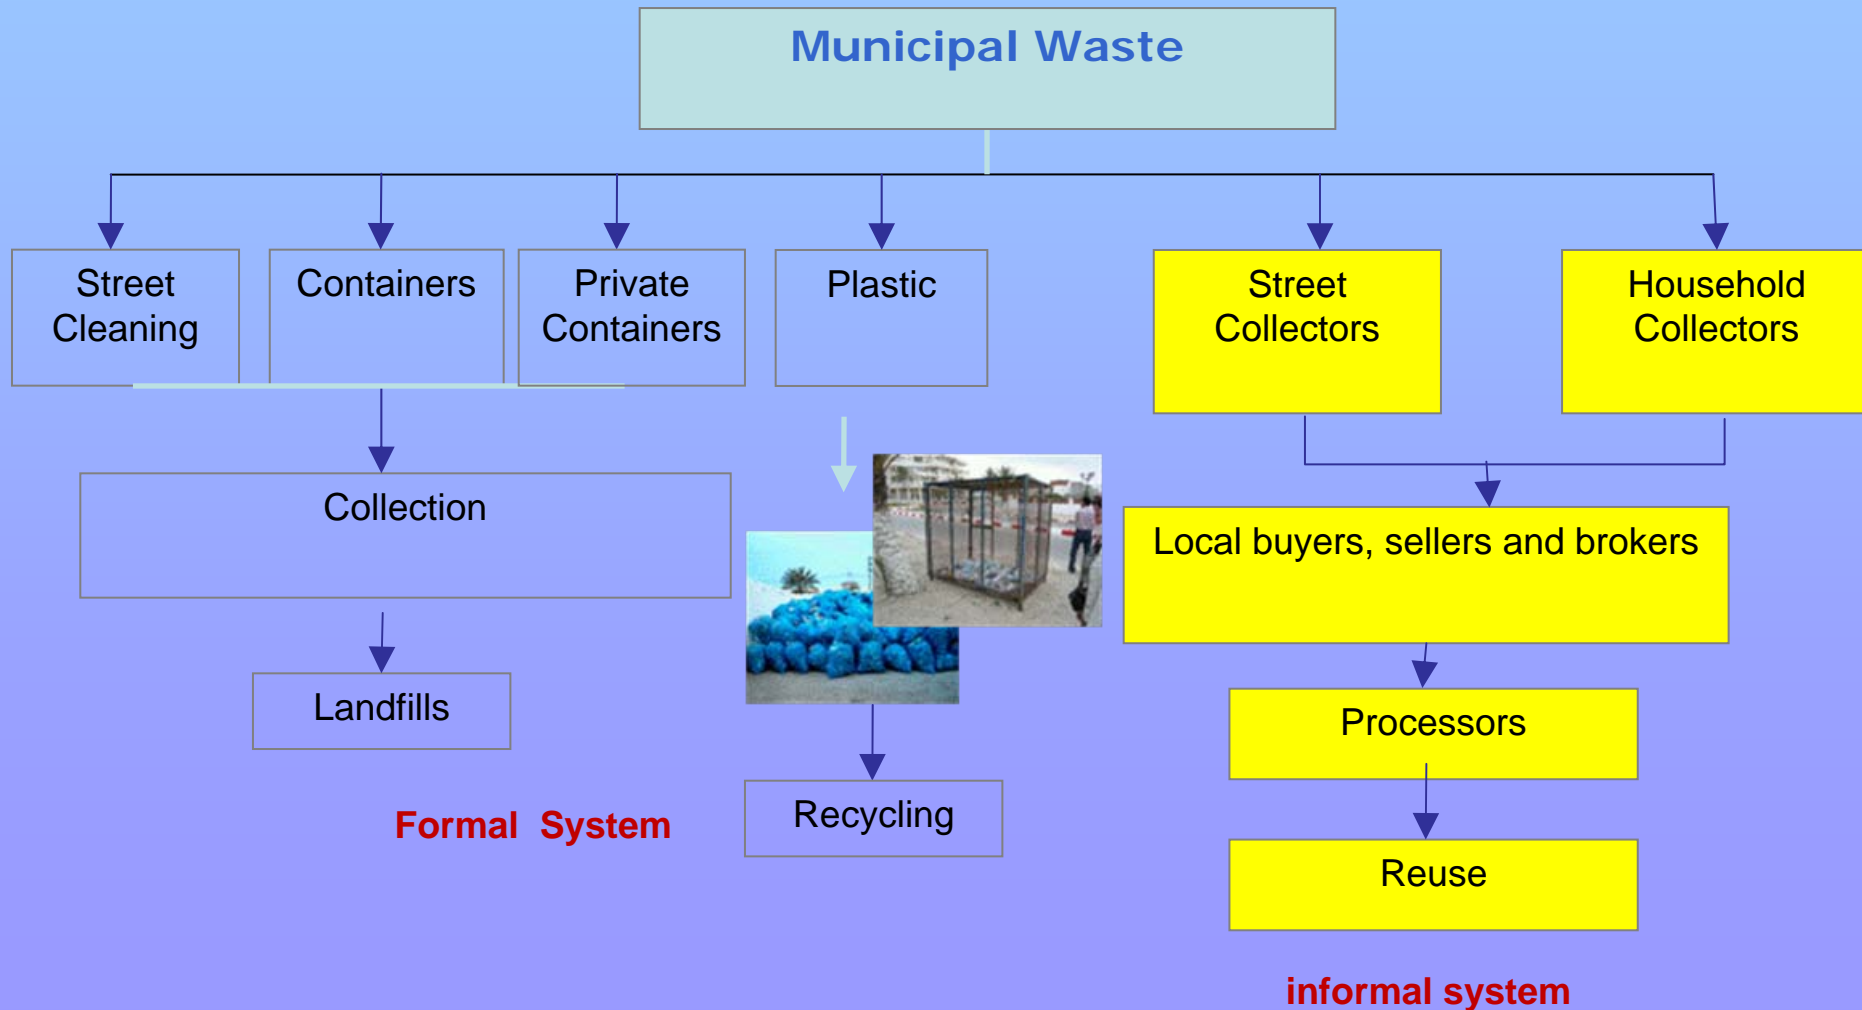 Municipal Waste
Street
Cleaning
Containers
Private
Containers
Plastic
Street
Collectors
Household
Collectors
Collection
Local buyers, sellers and brokers
Landfills
Processors
Formal  System
Recycling
Reuse
informal system